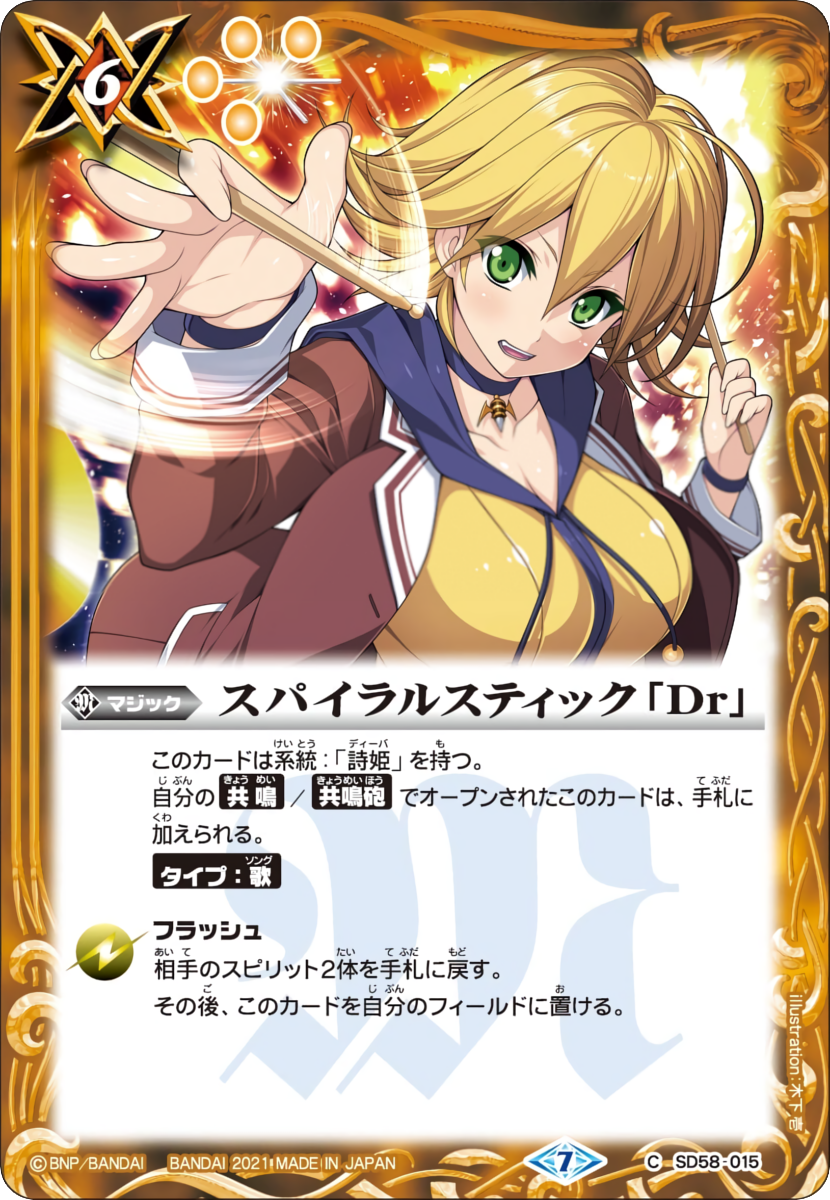 6
マジック
スパイラルスティック「Dr」
このカードは系統：「詩姫」を持つ。
自分の共鳴／共鳴砲でオープンされたこのカードは、手札に
加えられる。
タイプ：歌
フラッシュ
相手のスピリット2体を手札に戻す。
その後、このカードを自分のフィールドに置ける。
illustration:木下 壱
©BNP/BANDAI BANDAI 2021 MADE IN JAPAN
7
C SD58-015